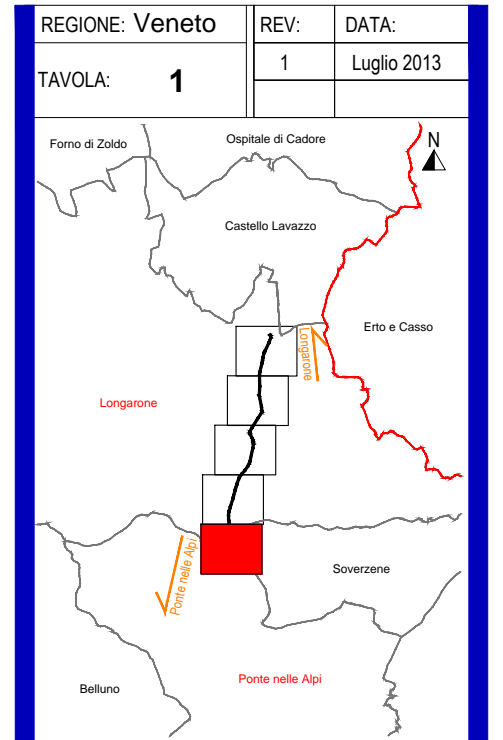 REGIONE: Veneto
REV:
DATA:
TAVOLA: 1
1
Luglio 2013
Forno di Zoldo
Ospitale di Cadore
N
Castello Lavazzo
Erto e Casso
Longarone
Longarone
Ponte nelle Alpi
Soverzene
Ponte nelle Alpi
Belluno